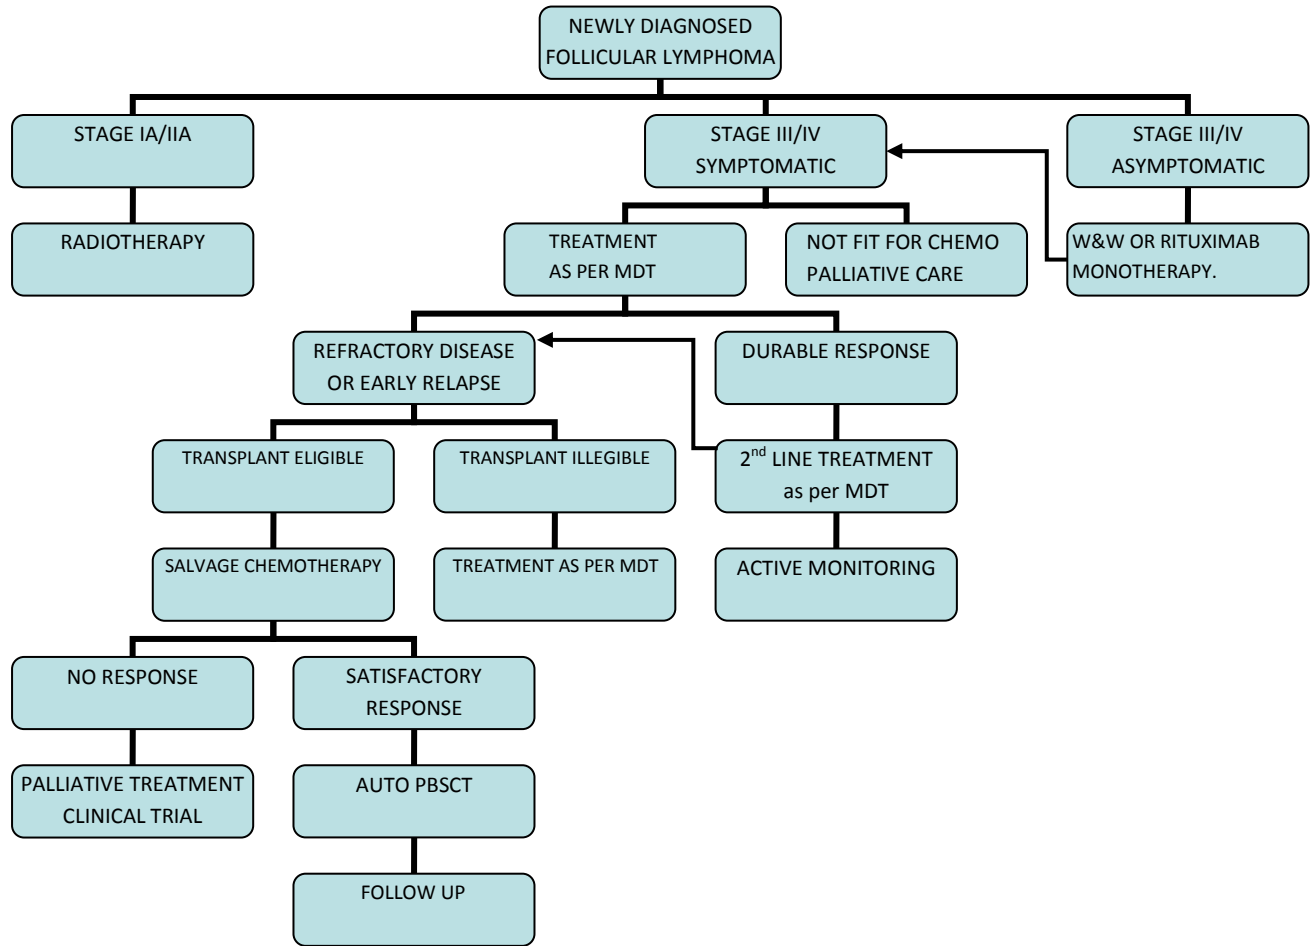 NEWLY DIAGNOSED
FOLLICULAR LYMPHOMA
STAGE IA/IIA
STAGE III/IV
SYMPTOMATIC
STAGE III/IV
ASYMPTOMATIC
RADIOTHERAPY
TREATMENT
AS PER MDT
NOT FIT FOR CHEMO
PALLIATIVE CARE
W&W OR RITUXIMAB
MONOTHERAPY.
REFRACTORY DISEASE
OR EARLY RELAPSE
DURABLE RESPONSE
TRANSPLANT ELIGIBLE
TRANSPLANT ILLEGIBLE
2nd LINE TREATMENT
as per MDT
SALVAGE CHEMOTHERAPY
TREATMENT AS PER MDT
ACTIVE MONITORING
NO RESPONSE
SATISFACTORY
RESPONSE
PALLIATIVE TREATMENT
CLINICAL TRIAL
AUTO PBSCT
FOLLOW UP